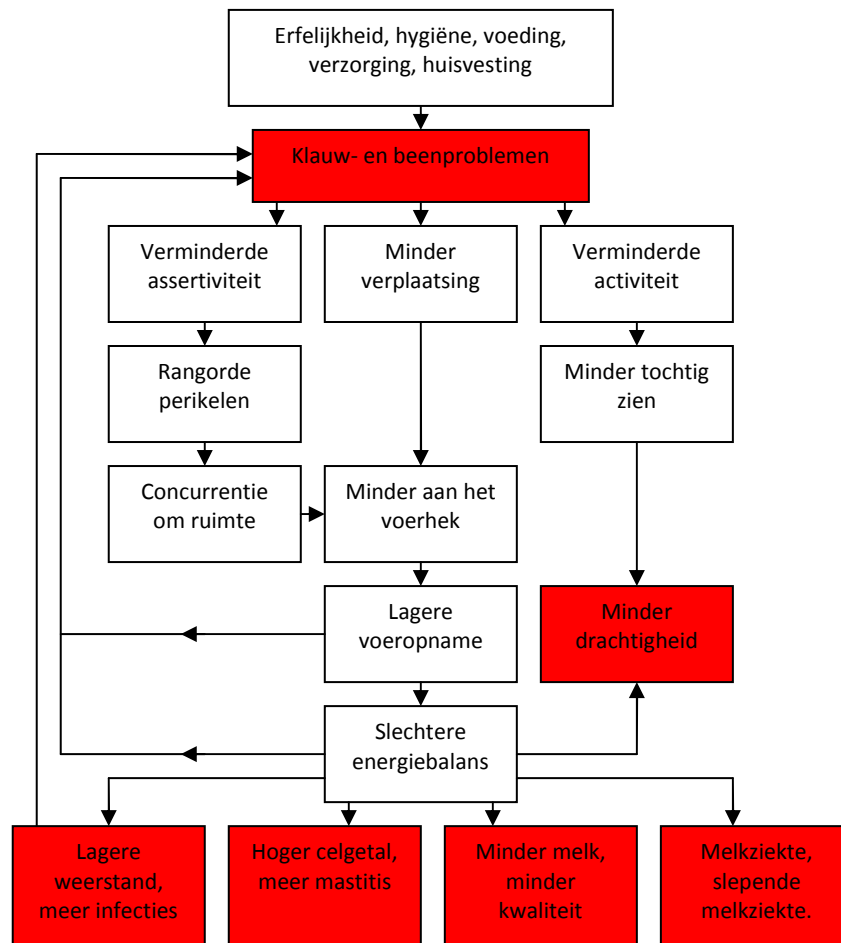 Erfelijkheid, hygiëne, voeding,
verzorging, huisvesting
Klauw- en beenproblemen
Verminderde
assertiviteit
Minder
verplaatsing
Verminderde
activiteit
Rangorde
perikelen
Minder tochtig
zien
Concurrentie
om ruimte
Minder aan het
voerhek
Lagere
voeropname
Minder
drachtigheid
Slechtere
energiebalans
Lagere
weerstand,
meer infecties
Hoger celgetal,
meer mastitis
Minder melk,
minder
kwaliteit
Melkziekte,
slepende
melkziekte.